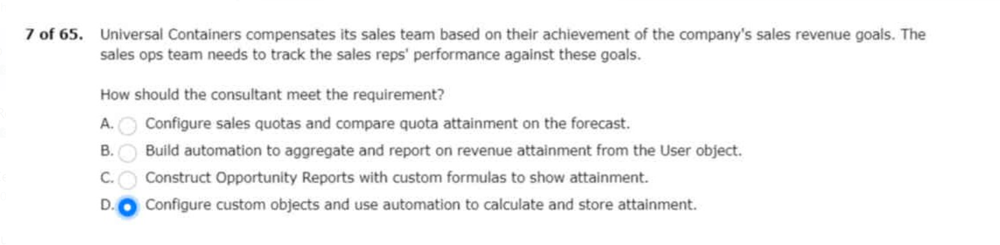 7 of 65. Universal Containers compensates its sales team based on their achievement of the company's sales revenue goals. The
sales ops team needs to track the sales reps' performance against these goals.
How should the consultant meet the requirement?
A. Configure sales quotas and compare quota attainment on the forecast.
B. Build automation to aggregate and report on revenue attainment from the User object.
C. Construct Opportunity Reports with custom formulas to show attainment.
D. Configure custom objects and use automation to calculate and store attainment.